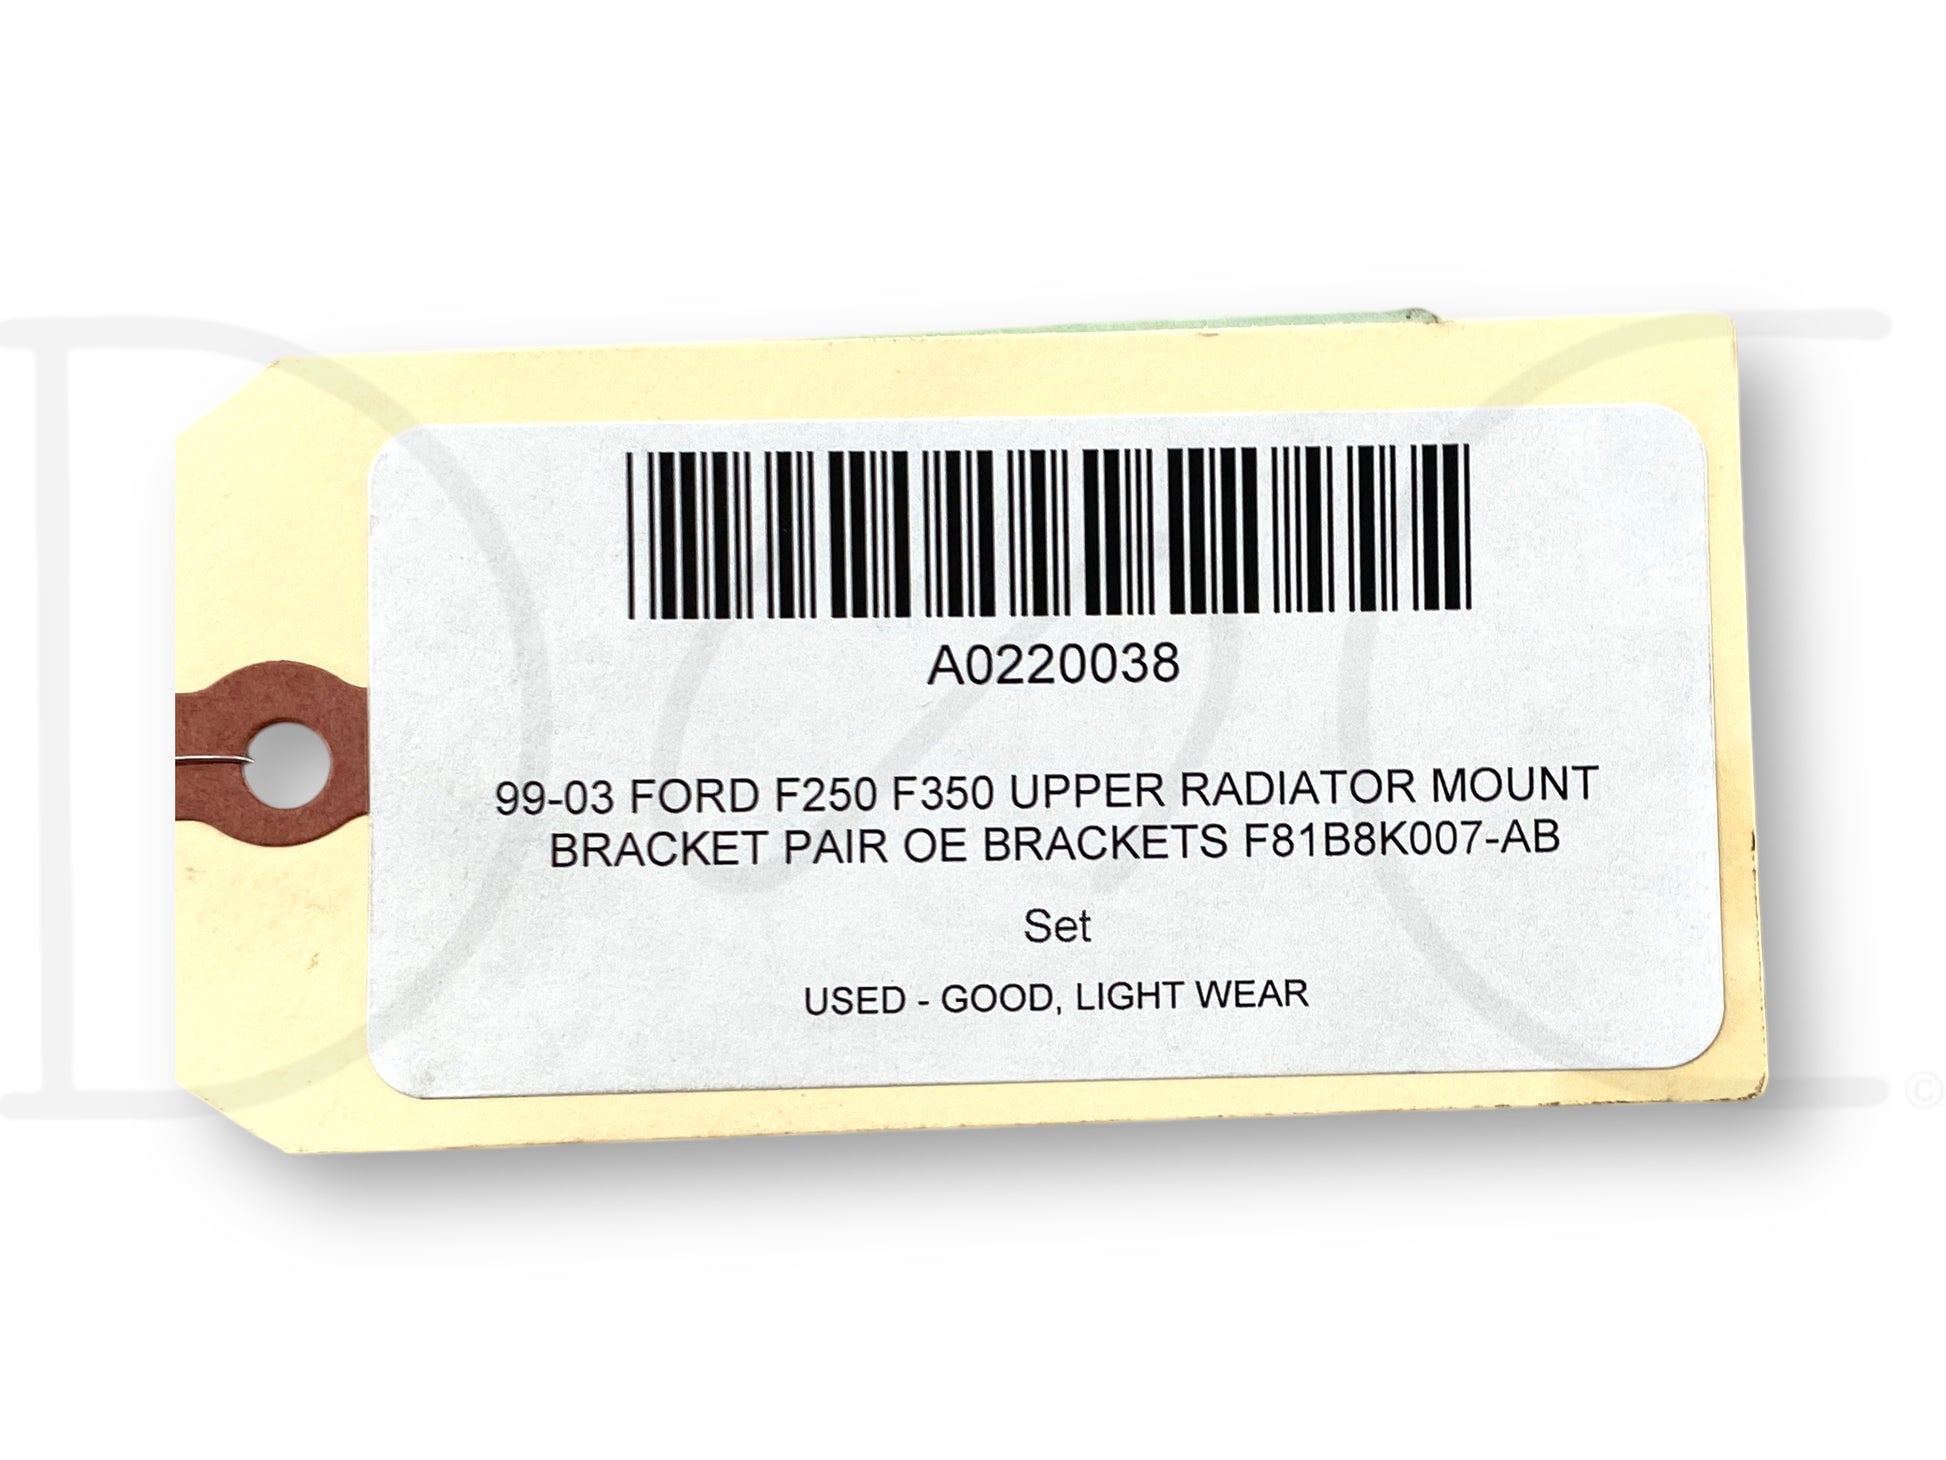 A0220038
99-03 FORD F250 F350 UPPER RADIATOR MOUNT
BRACKET PAIR OE BRACKETS F81B8K007-AB
Set
USED - GOOD, LIGHT WEAR
©